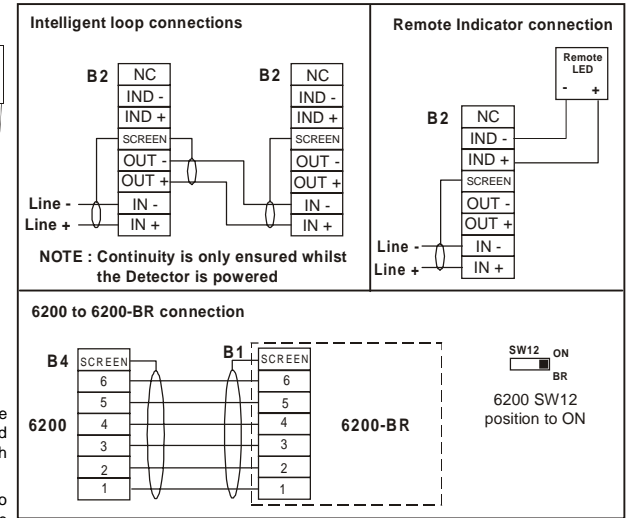 Intelligent loop connections
B2
NC
IND -
IND +
SCREEN
OUT -
OUT +
IN -
IN +
Line -
Line +
B2
NC
IND -
IND +
SCREEN
OUT -
OUT +
IN -
IN +
NOTE : Continuity is only ensured whilst
the Detector is powered
Remote Indicator connection
Remote
LED
- +
B2
NC
IND -
IND +
SCREEN
OUT -
OUT +
IN -
IN +
Line -
Line +
6200 to 6200-BR connection
B4
SCREEN
6
5
4
3
2
1
6200
B1
SCREEN
6
5
4
3
2
1
6200-BR
SW12
ON
BR
6200 SW12
position to ON